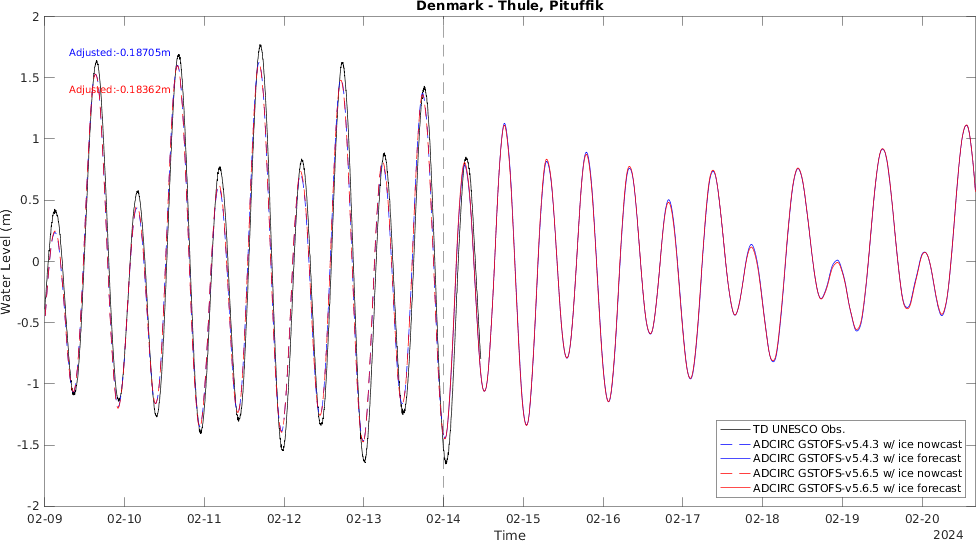 Denmark - Thule, Pituffik
Adjusted:-0.18705m
Adjusted:-0.18362m
2
1.5
1
0.5
0
-0.5
-1
-1.5
-2
Water Level (m)
TD UNESCO Obs.
ADCIRC GSTOFS-v5.4.3 w/ ice nowcast
ADCIRC GSTOFS-v5.4.3 w/ ice forecast
ADCIRC GSTOFS-v5.6.5 w/ ice nowcast
ADCIRC GSTOFS-v5.6.5 w/ ice forecast
02-09 02-10 02-11 02-12 02-13 02-14 02-15 02-16 02-17 02-18 02-19 02-20
Time
2024